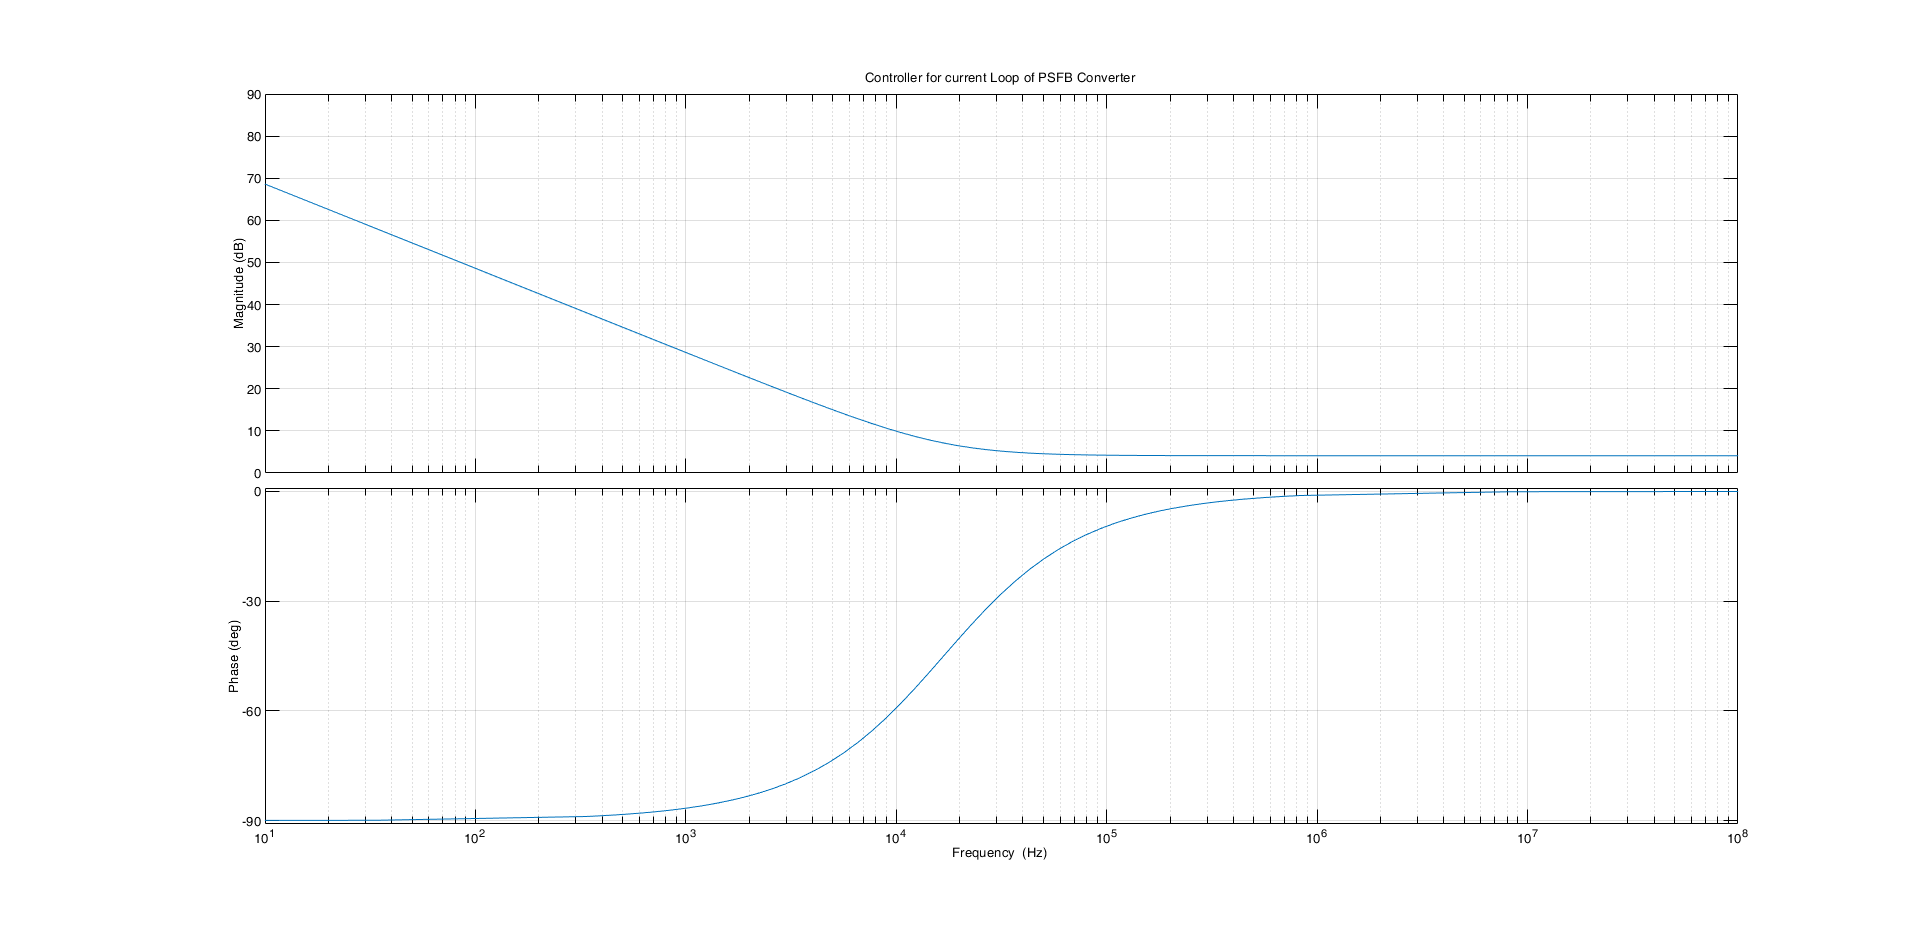 Controller for current Loop of PSFB Converter
90
80
70
60
50
40
30
20
10
0
Magnitude (dB)
0
-30
-60
-90
Phase (deg)
10^1 10^2 10^3 10^4 10^5 10^6 10^7 10^8
Frequency (Hz)